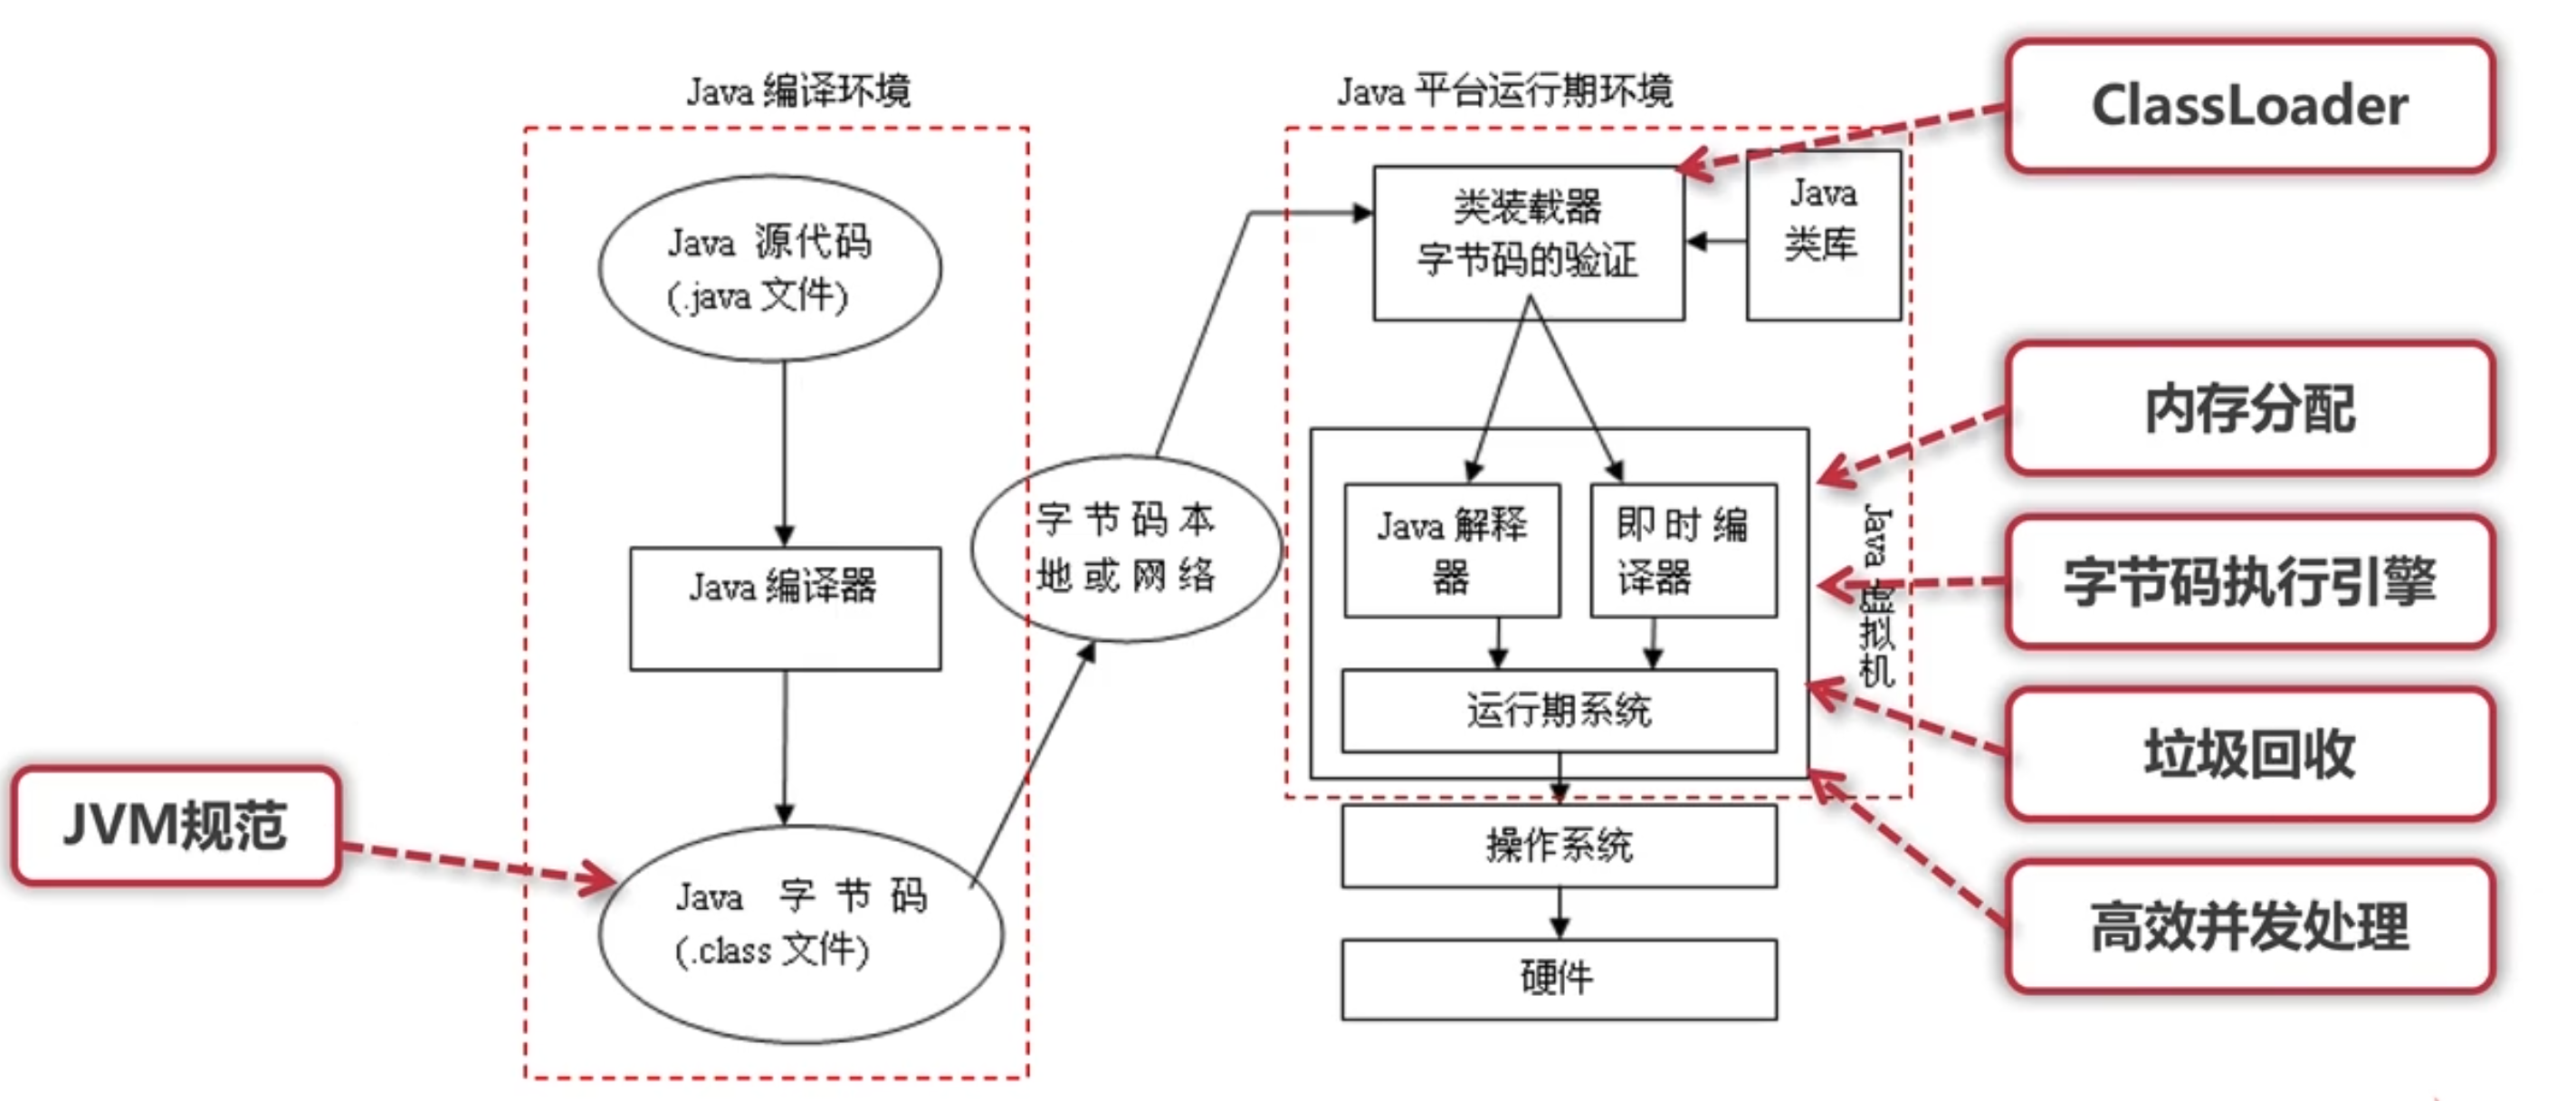 Java 编译环境
Java 源代码
(.java 文件)
Java 编译器
Java 字节码
(.class 文件)
JVM规范
字节码本
地或网络
Java 平台运行期环境
类装载器
字节码的验证
Java
类库
Java 解释
器
即时编
译器
运行期系统
Java 虚拟机
操作系统
硬件
ClassLoader
内存分配
字节码执行引擎
垃圾回收
高效并发处理